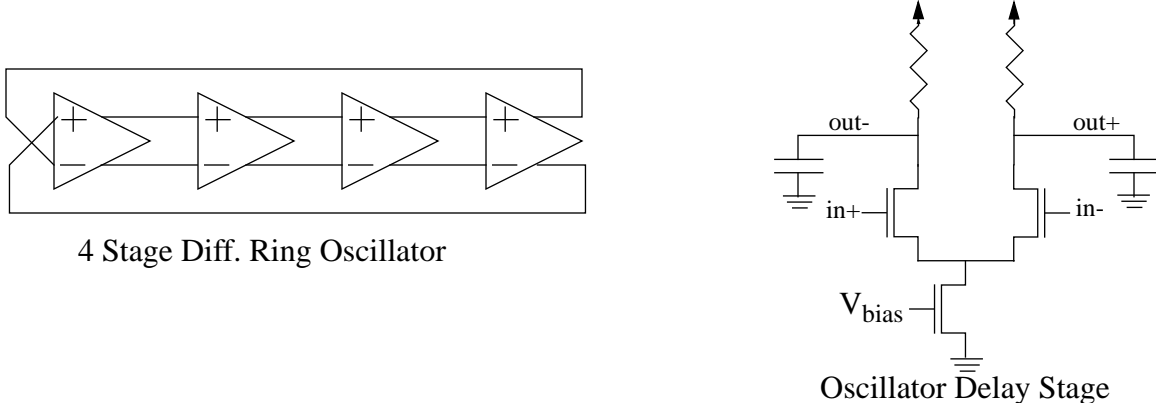 out-
out+
in+
in-
4 Stage Diff. Ring Oscillator
Vbias
Oscillator Delay Stage